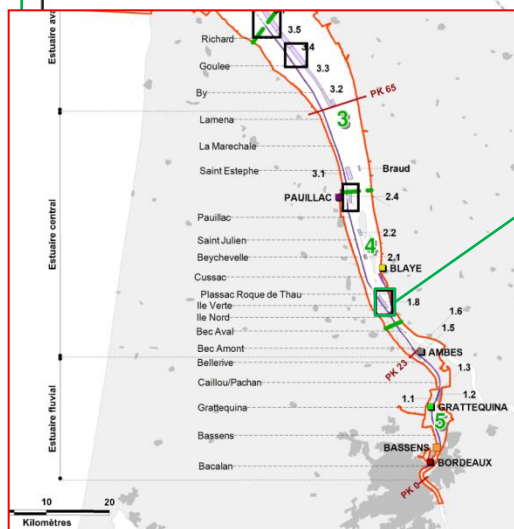 Estuaire ava
Richard
Goulee
By
Lamena
La Marechale
Saint Estephe
Pauillac
Saint Julien
Beychevelle
Cussac
Plassac Roque de Thau
Ile Verte
Ile Nord
Bec Aval
Bec Amont
Bellerive
Caillou/Pachan
Grattequina
Bassens
Bacalan
Estuaire central
Estuaire fluvial
3.5
3.4
3.3
3.2
PK 65
3
3.1
Braud
PAUILLAC
2.4
2.2
4
2,1
BLAYE
1.8
1.6
1.5
AMBES
PK 23
1.3
1.2
1.1
GRATTEQUINA
5
BASSENS
BORDEAUX
PK 0
10
20
Kilomètres